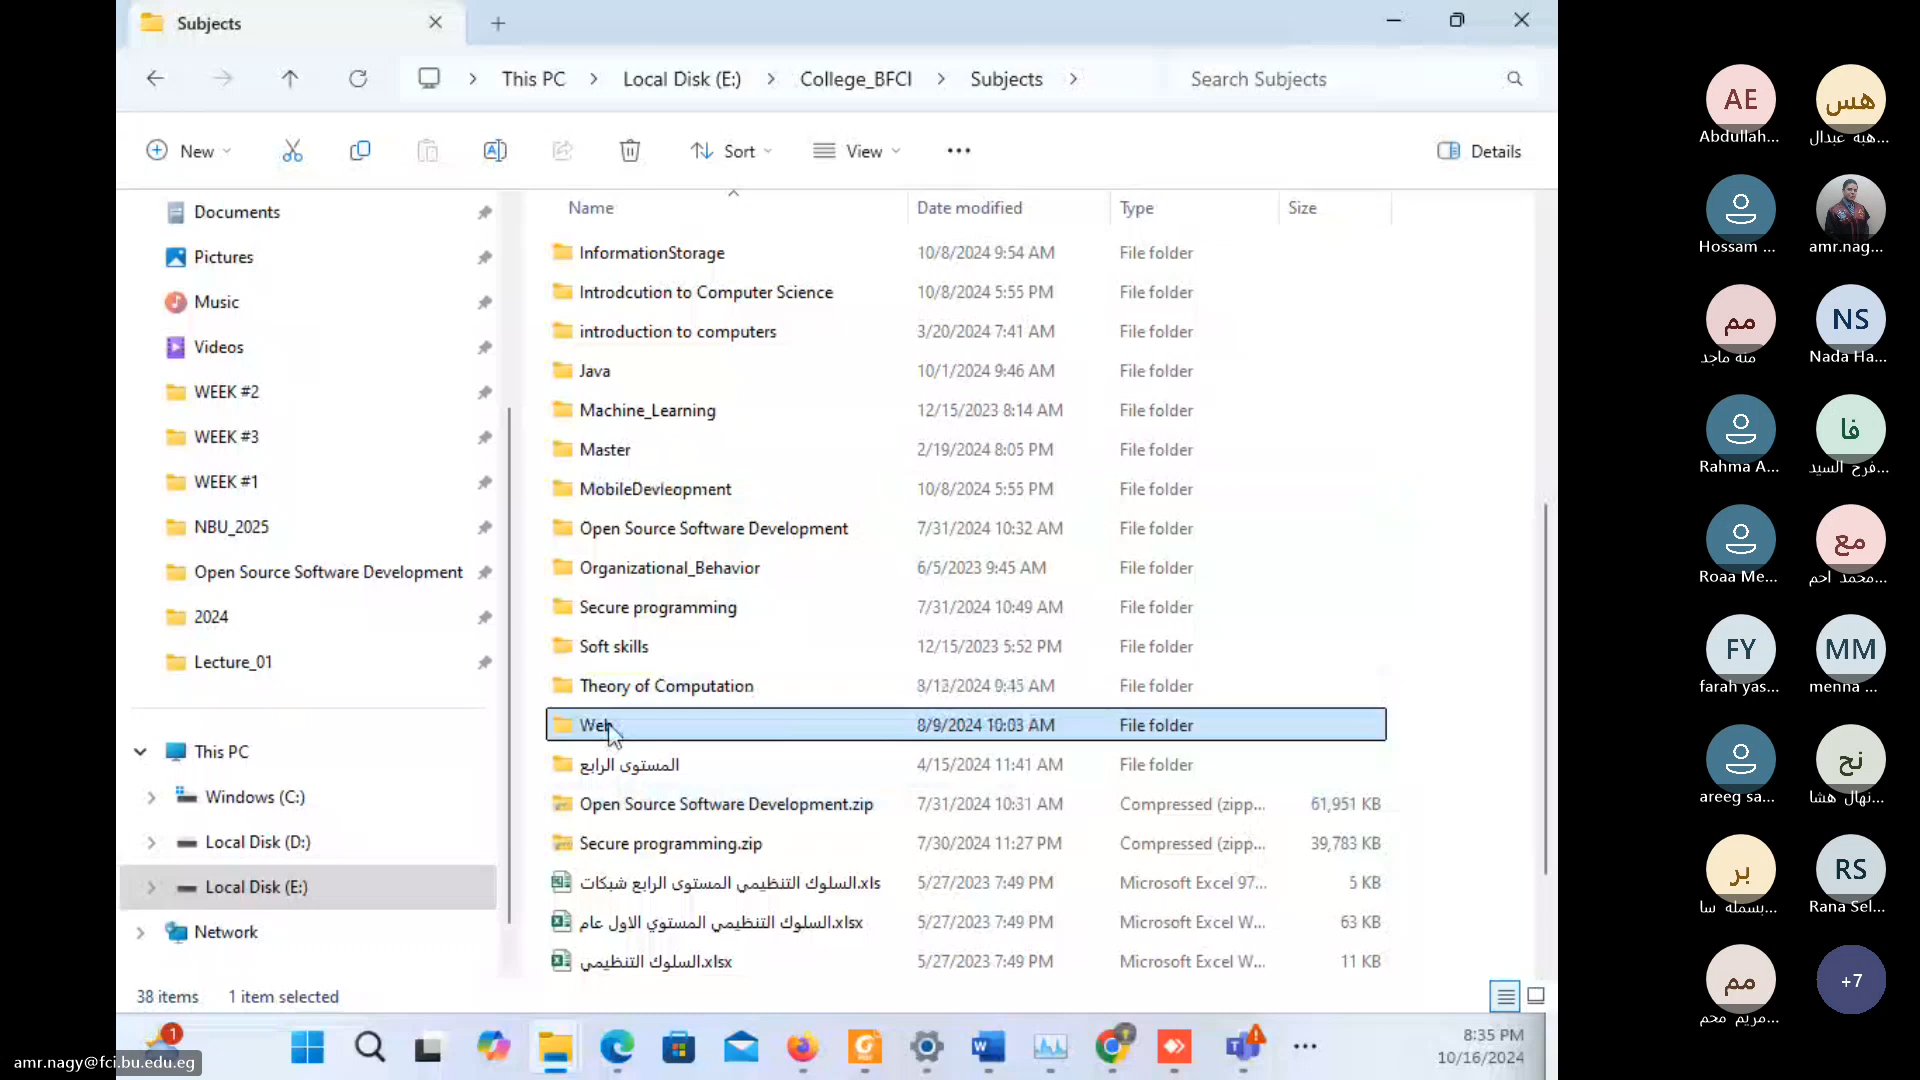 Subjects
This PC
Local Disk (E:)
College_BFCI
Subjects
Search Subjects
New
Sort
View
Details
Documents
Pictures
Music
Videos
WEEK #2
WEEK #3
WEEK #1
NBU_2025
Open Source Software Development
2024
Lecture_01
This PC
Windows (C:)
Local Disk (D:)
Local Disk (E:)
Network
Name Date modified Type Size
InformationStorage 10/8/2024 9:54 AM File folder
Introdcution to Computer Science 10/8/2024 5:55 PM File folder
introduction to computers 3/20/2024 7:41 AM File folder
Java 10/1/2024 9:46 AM File folder
Machine_Learning 12/15/2023 8:14 AM File folder
Master 2/19/2024 8:05 PM File folder
MobileDevleopment 10/8/2024 5:55 PM File folder
Open Source Software Development 7/31/2024 10:32 AM File folder
Organizational_Behavior 6/5/2023 9:45 AM File folder
Secure programming 7/31/2024 10:49 AM File folder
Soft skills 12/15/2023 5:52 PM File folder
Theory of Computation 8/13/2024 9:45 AM File folder
Web 8/9/2024 10:03 AM File folder
المستوى الرابع 4/15/2024 11:41 AM File folder
Open Source Software Development.zip 7/31/2024 10:31 AM Compressed (zipp... 61,951 KB
Secure programming.zip 7/30/2024 11:27 PM Compressed (zipp... 39,783 KB
السلوك التنظيمي المستوى الرابع شبكات.xls 5/27/2023 7:49 PM Microsoft Excel 97... 5 KB
السلوك التنظيمي المستوي الاول عام.xlsx 5/27/2023 7:49 PM Microsoft Excel W... 63 KB
السلوك التنظيمي.xlsx 5/27/2023 7:49 PM Microsoft Excel W... 11 KB
38 items 1 item selected
1
8:35 PM
10/16/2024
amr.nagy@fci.bu.edu.eg
AE
Abdullah...
هس
هبه عبدال...
Hossam ...
amr.nag...
مم
منه ماجد
NS
Nada Ha...
Rahma A...
فا
فرح السيد...
Roaa Me...
مع
محمد احم...
FY
farah yas...
MM
menna ...
areeg sa...
نح
نهال هشا...
بر
بسمله سا...
RS
Rana Sel...
مم
مريم محم...
+7